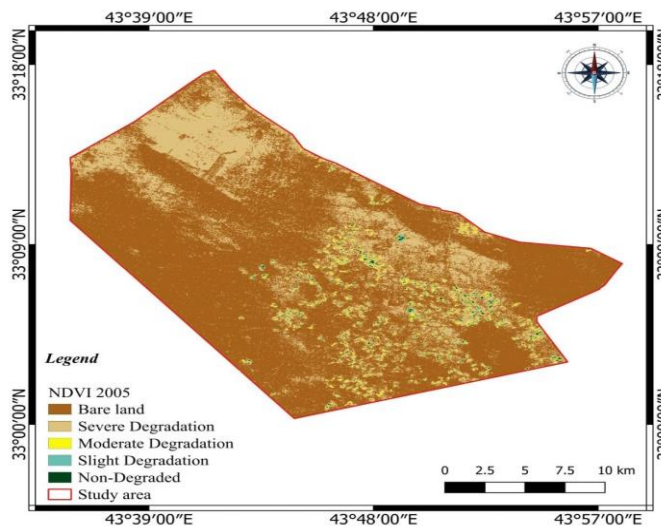 43°39'00"N 43°48'00"N 43°57'00"N
33°18'00"N
33°09'00"N
33°00'00"N
Legend
NDVI 2005
Bare land
Severe Degradation
Moderate Degradation
Slight Degradation
Non-Degraded
Study area
0 2.5 5 7.5 10 km
43°39'00"N 43°48'00"N 43°57'00"N